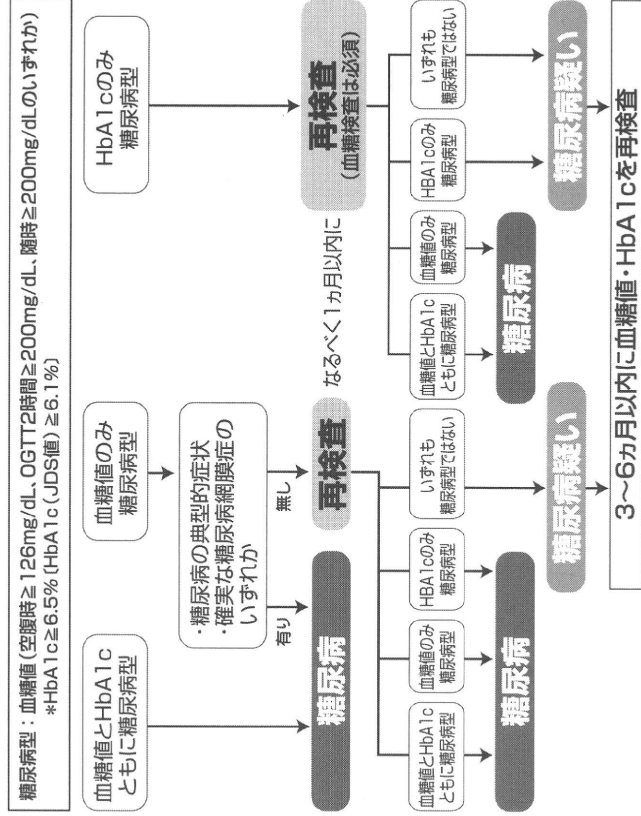 糖尿病型：血糖値(空腹時≧126mg/dL、OGTT2時間≧200mg/dL、随時≧200mg/dLのいずれか)
*HbA1c≧6.5% [HbA1c (JDS値) ≧6.1%]
血糖値とHbA1c
ともに糖尿病型
血糖値のみ
糖尿病型
HbA1cのみ
糖尿病型
・糖尿病の典型的症状
・確実な糖尿病網膜症の
いずれか
有り
無し
糖尿病
再検査
なるべく1ヵ月以内に
再検査
(血糖検査は必須)
血糖値とHbA1c
ともに糖尿病型
血糖値のみ
糖尿病型
HBA1cのみ
糖尿病型
いずれも
糖尿病型ではない
血糖値とHbA1c
ともに糖尿病型
血糖値のみ
糖尿病型
HBA1cのみ
糖尿病型
いずれも
糖尿病型ではない
糖尿病
糖尿病疑い
糖尿病
糖尿病疑い
3〜6ヵ月以内に血糖値・HbA1cを再検査